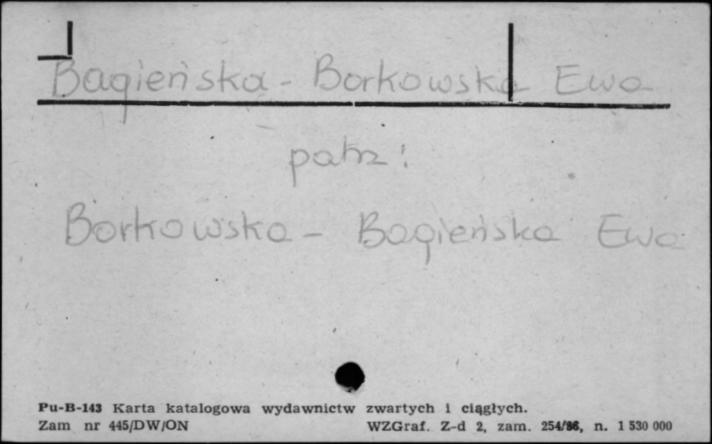 Bagieńska - Borkowska Ewa
patrz:
Borkowska - Bagieńska Ewa
Pu-B-143 Karta katalogowa wydawnictw zwartych i ciągłych.
Zam nr 445/DW/ON WZGraf. Z-d 2, zam. 254/86, n. 1 530 000